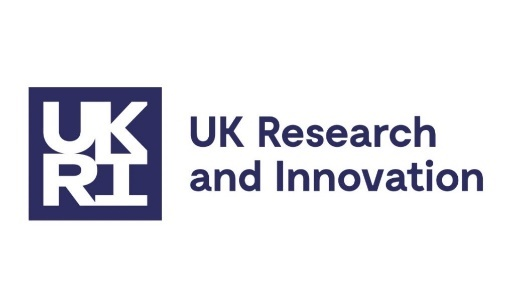 UK
RI
UK Research
and Innovation